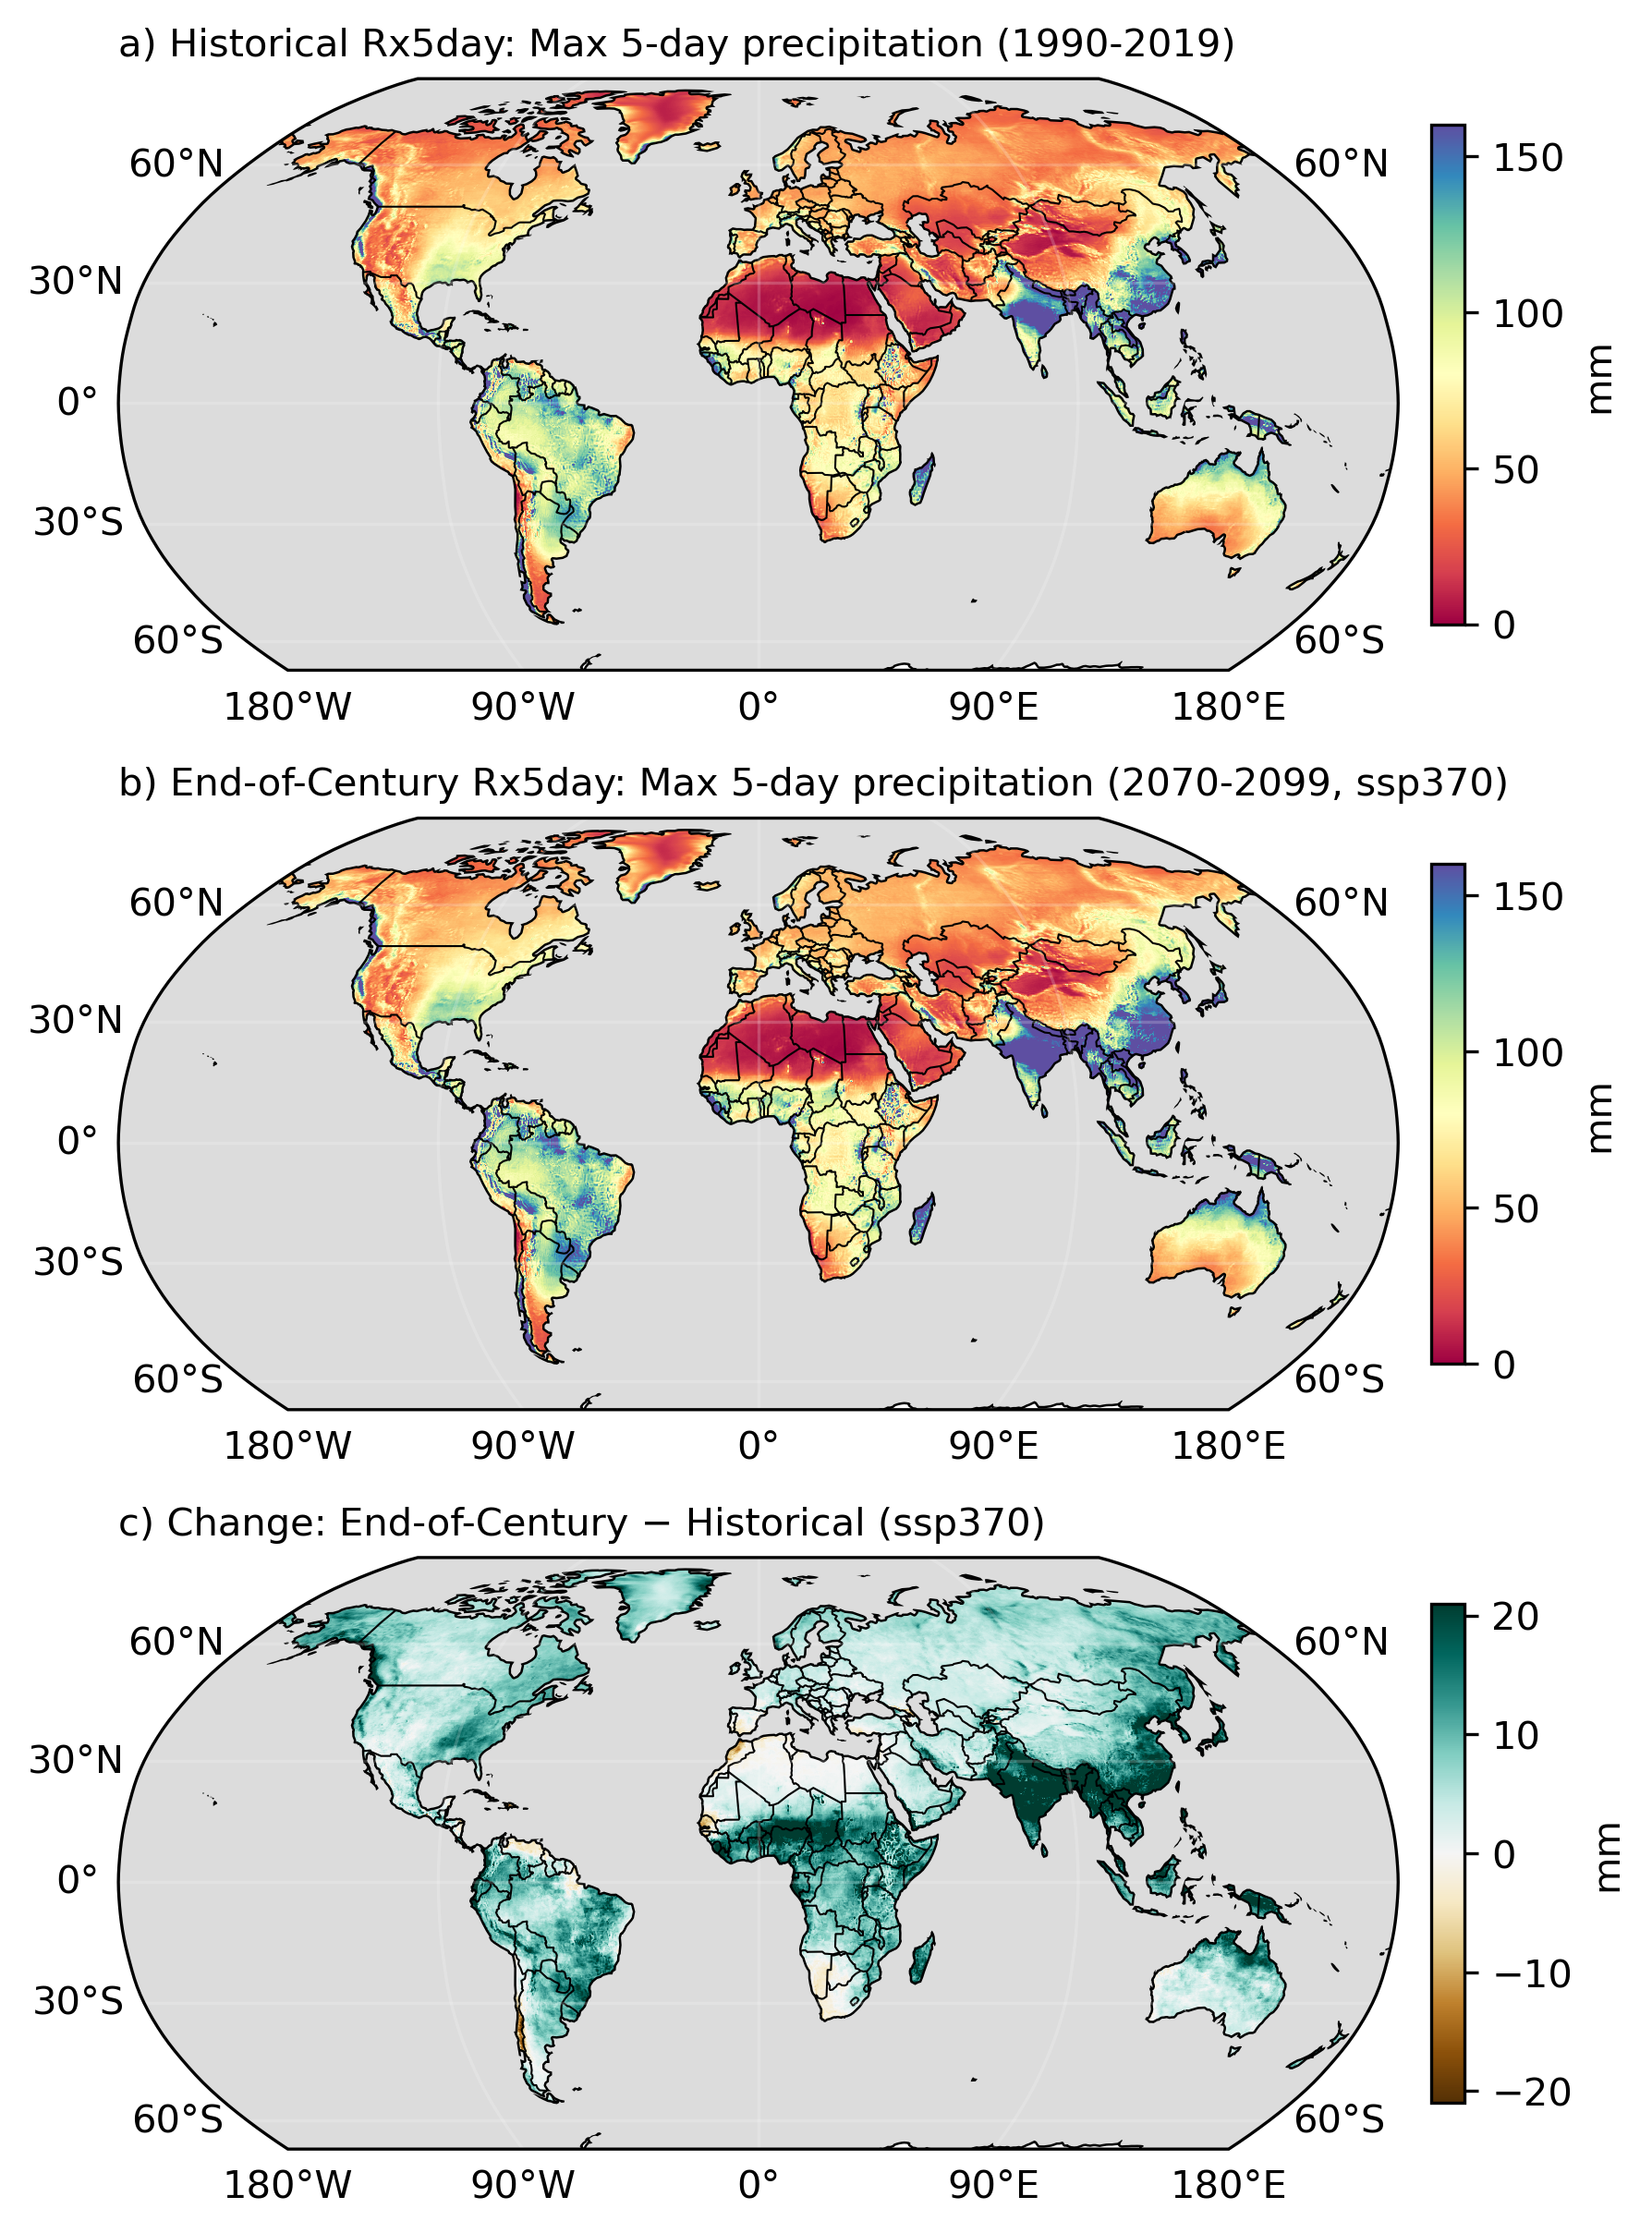 a) Historical Rx5day: Max 5-day precipitation (1990-2019)
60°N
60°N
30°N
0°
30°S
60°S
60°S
180°W
90°W
0°
90°E
180°E
150
100
50
0
mm
b) End-of-Century Rx5day: Max 5-day precipitation (2070-2099, ssp370)
60°N
60°N
30°N
0°
30°S
60°S
60°S
180°W
90°W
0°
90°E
180°E
150
100
50
0
mm
c) Change: End-of-Century − Historical (ssp370)
60°N
60°N
30°N
0°
30°S
60°S
60°S
180°W
90°W
0°
90°E
180°E
20
10
0
−10
−20
mm